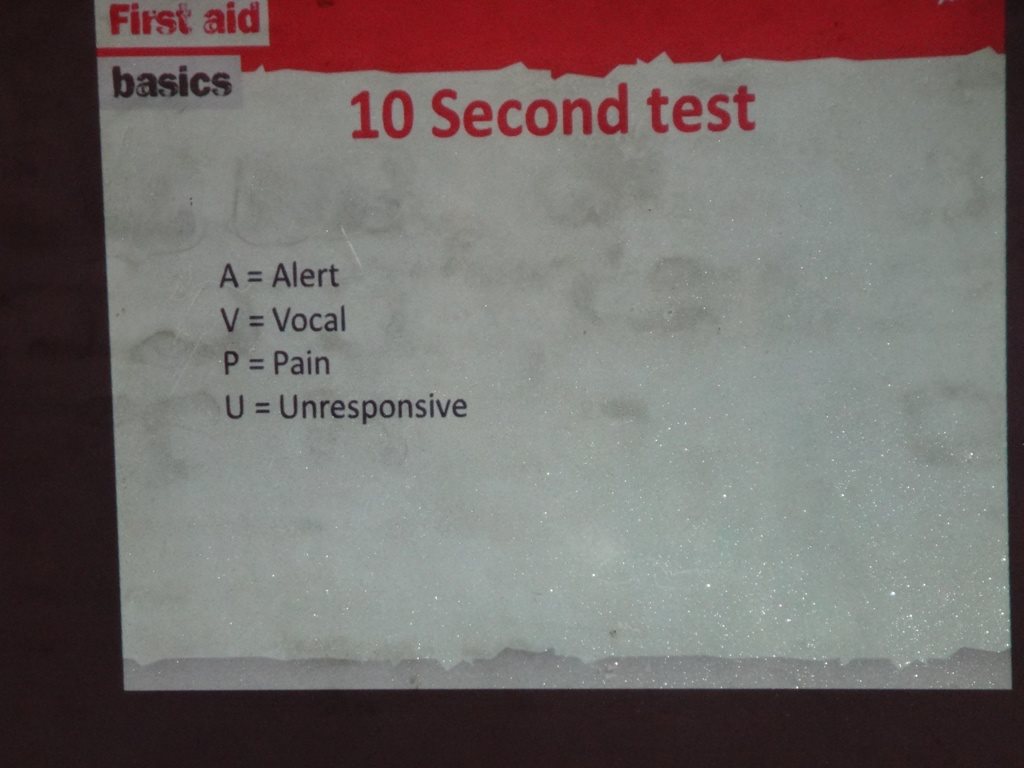 First aid
basics
10 Second test
A = Alert
V = Vocal
P = Pain
U = Unresponsive